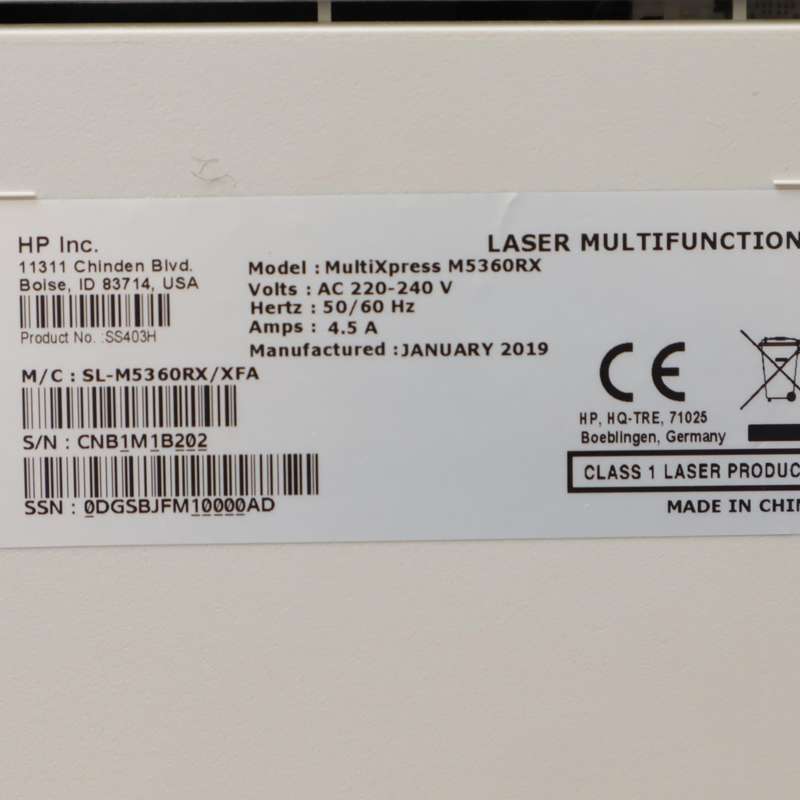 HP Inc.
11311 Chinden Blvd.
Boise, ID 83714, USA
Product No. :SS403H
M/C : SL-M5360RX/XFA
S/N : CNB1M1B202
SSN : 0DGSBJFM10000AD
LASER MULTIFUNCTION
Model : MultiXpress M5360RX
Volts : AC 220-240 V
Hertz : 50/60 Hz
Amps : 4.5 A
Manufactured : JANUARY 2019
CE
HP, HQ-TRE, 71025
Boeblingen, Germany
CLASS 1 LASER PRODUC
MADE IN CHIN